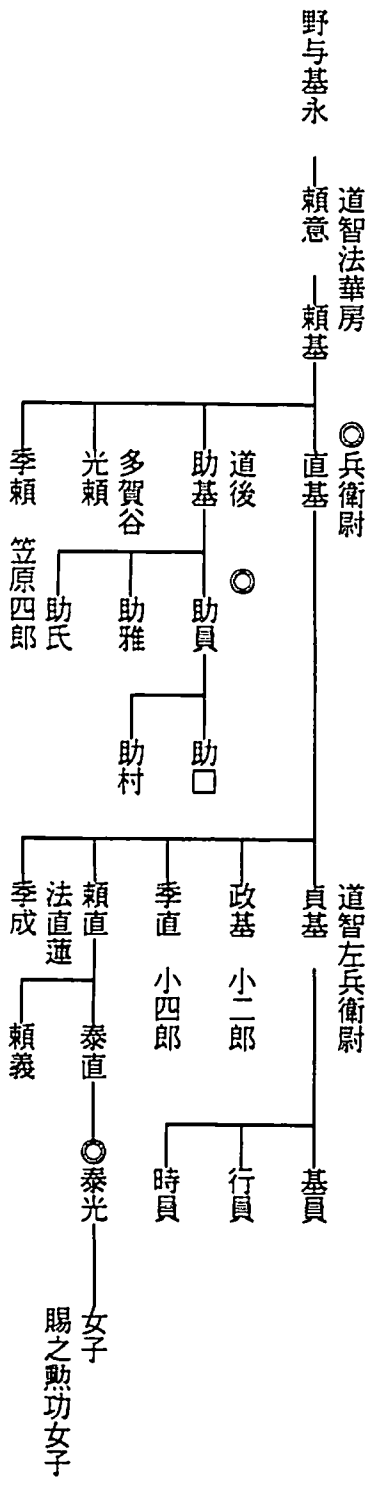 野与基永
道智法華房
頼意
頼基
◎兵衛尉
直基
道後
助基
多賀谷
光頼
季頼 笠原四郎
◎
助員
助雅
助氏
助□
助村
道智左兵衛尉
貞基
政基 小二郎
季直 小四郎
頼直
法直蓮
季成
基員
行員
時員
泰直
頼義
◎泰光
女子
賜之勲功女子